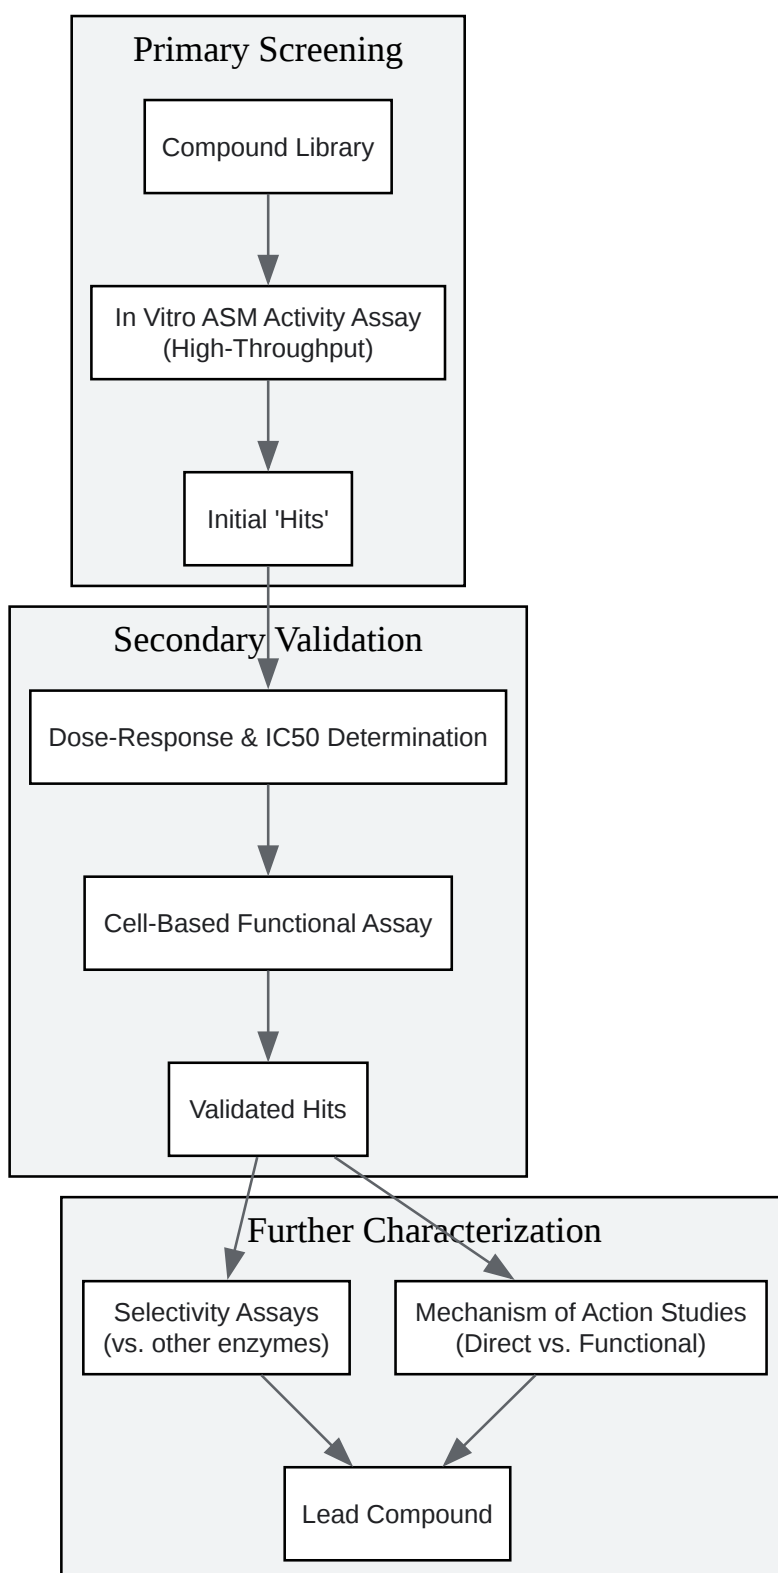 Primary Screening
Compound Library
In Vitro ASM Activity Assay
(High-Throughput)
Initial 'Hits'
Secondary Validation
Dose-Response & IC50 Determination
Cell-Based Functional Assay
Validated Hits
Further Characterization
Selectivity Assays
(vs. other enzymes)
Mechanism of Action Studies
(Direct vs. Functional)
Lead Compound